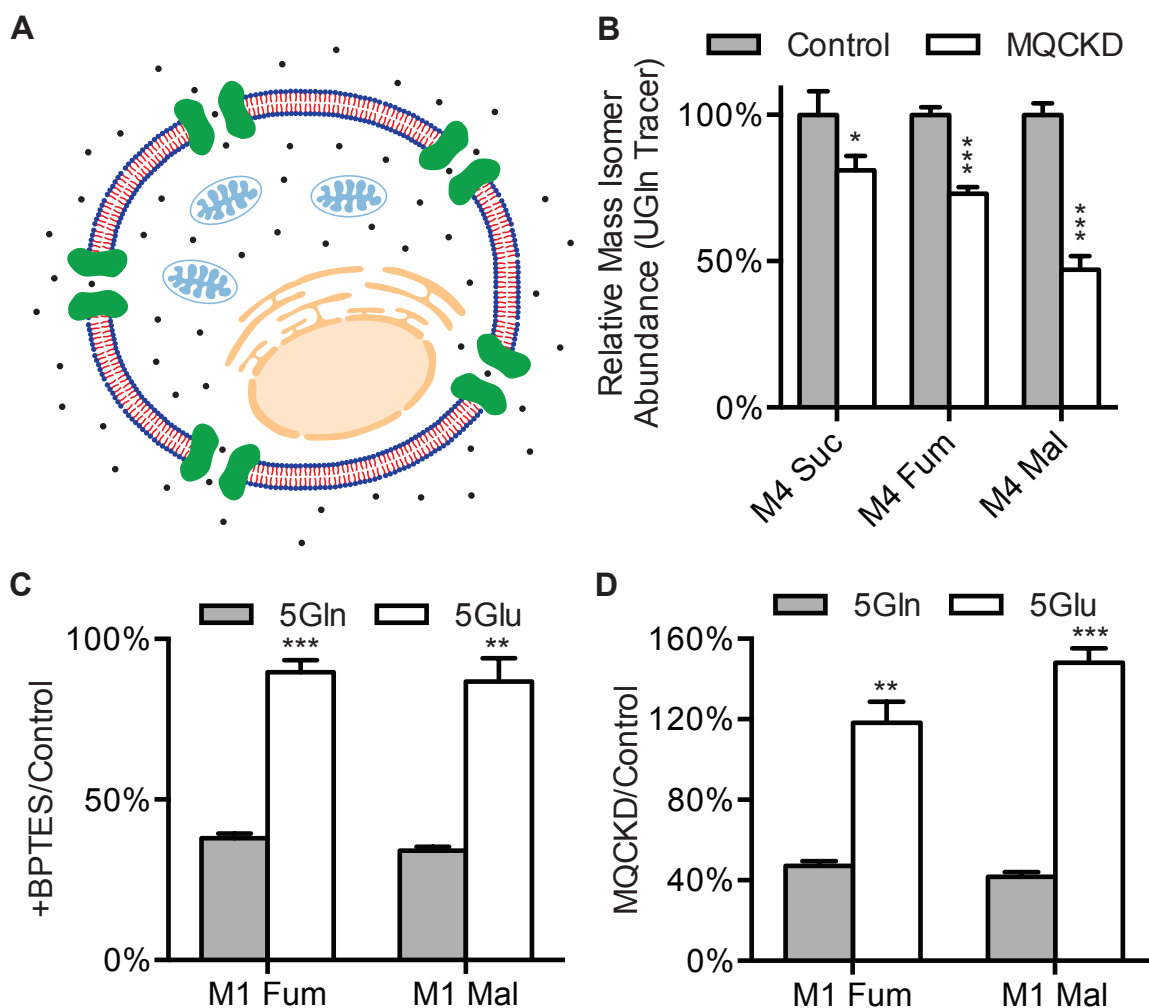 A
B
Control MQCKD
Relative Mass Isomer
Abundance (UGln Tracer)
100%
50%
0%
*
***
***
M4 Suc
M4 Fum
M4 Mal
C
5Gln 5Glu
+BPTES/Control
100%
50%
0%
***
**
M1 Fum M1 Mal
D
5Gln 5Glu
MQCKD/Control
160%
120%
80%
40%
0%
**
***
M1 Fum M1 Mal